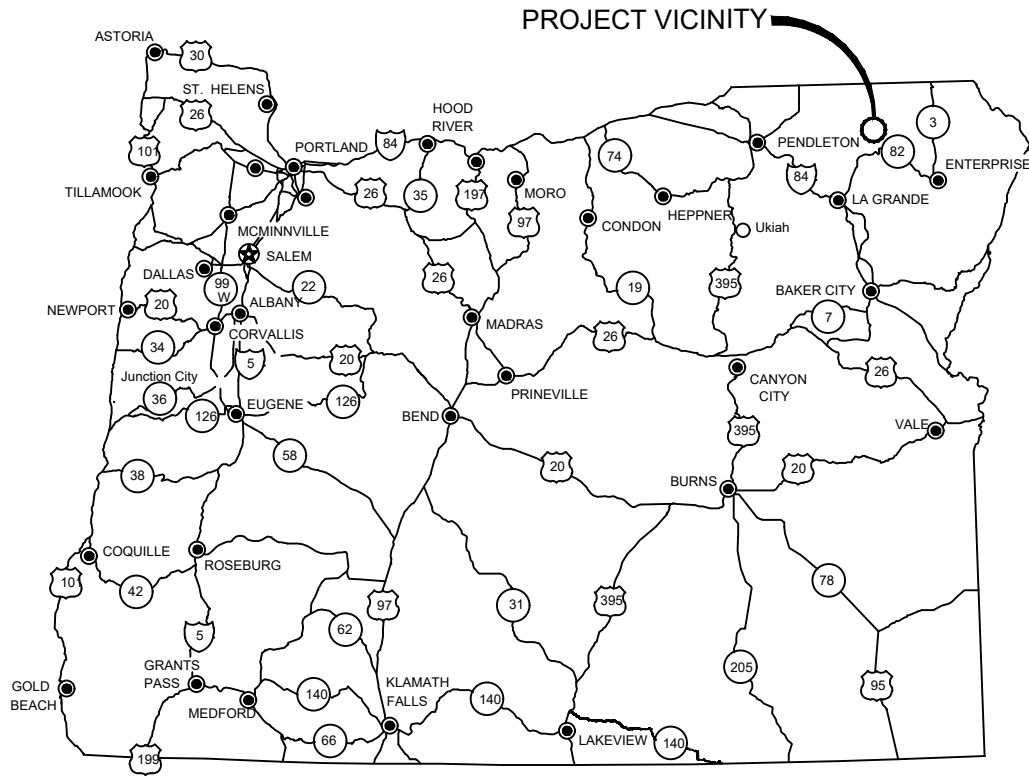 PROJECT VICINITY
ASTORIA
30
ST. HELENS
26
HOOD
RIVER
3
10
PORTLAND
84
74
PENDLETON
82
ENTERPRISE
TILLAMOOK
26
35
197
MORO
84
97
HEPPNER
LA GRANDE
CONDON
Ukiah
MCMINNVILLE
SALEM
DALLAS
99
W
22
26
19
395
BAKER CITY
NEWPORT
20
ALBANY
7
MADRAS
CORVALLIS
34
5
20
26
Junction City
36
126
EUGENE
126
PRINEVILLE
CANYON
CITY
26
BEND
395
VALE
58
38
20
20
BURNS
COQUILLE
ROSEBURG
10
42
97
31
395
78
62
5
GRANTS
PASS
205
95
GOLD
BEACH
MEDFORD
140
KLAMATH
FALLS
140
66
LAKEVIEW
140
199